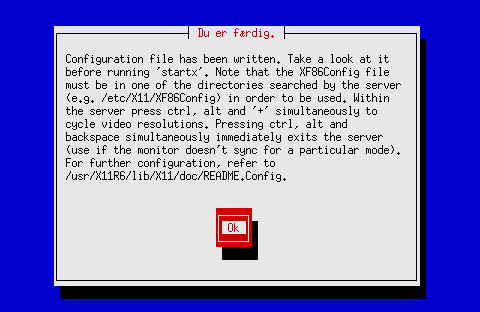 Du er færdig.
Configuration file has been written. Take a look at it
before running 'startx'. Note that the XF86Config file
must be in one of the directories searched by the server
(e.g. /etc/X11/XF86Config) in order to be used. Within
the server press ctrl, alt and '+' simultaneously to
cycle video resolutions. Pressing ctrl, alt and
backspace simultaneously immediately exits the server
(use if the monitor doesn't sync for a particular mode).
For further configuration, refer to
/usr/X11R6/lib/X11/doc/README.Config.
Ok